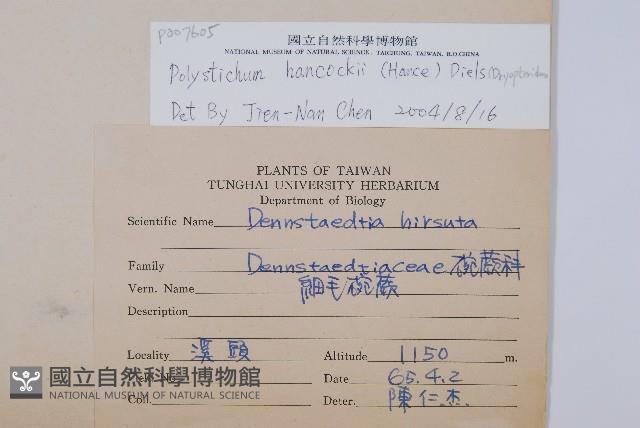 P007605
國立自然科學博物館
NATIONAL MUSEUM OF NATURAL SCIENCE, TAICHUNG, TAIWAN, R.O.CHINA
Polystichum hancockii (Hance) Diels (Dryopteridac
Det By Jien-Nan Chen 2004/8/16
PLANTS OF TAIWAN
TUNGHAI UNIVERSITY HERBARIUM
Department of Biology
Scientific Name Dennstaedtia hirsuta
Family Dennstaedtiaceae 碗蕨科
Vern. Name 細毛碗蕨
Description
Locality 溪頭 Altitude 1150 m.
Date 65.4.2
Coll. Deter. 陳仁杰
國立自然科學博物館
NATIONAL MUSEUM OF NATURAL SCIENCE